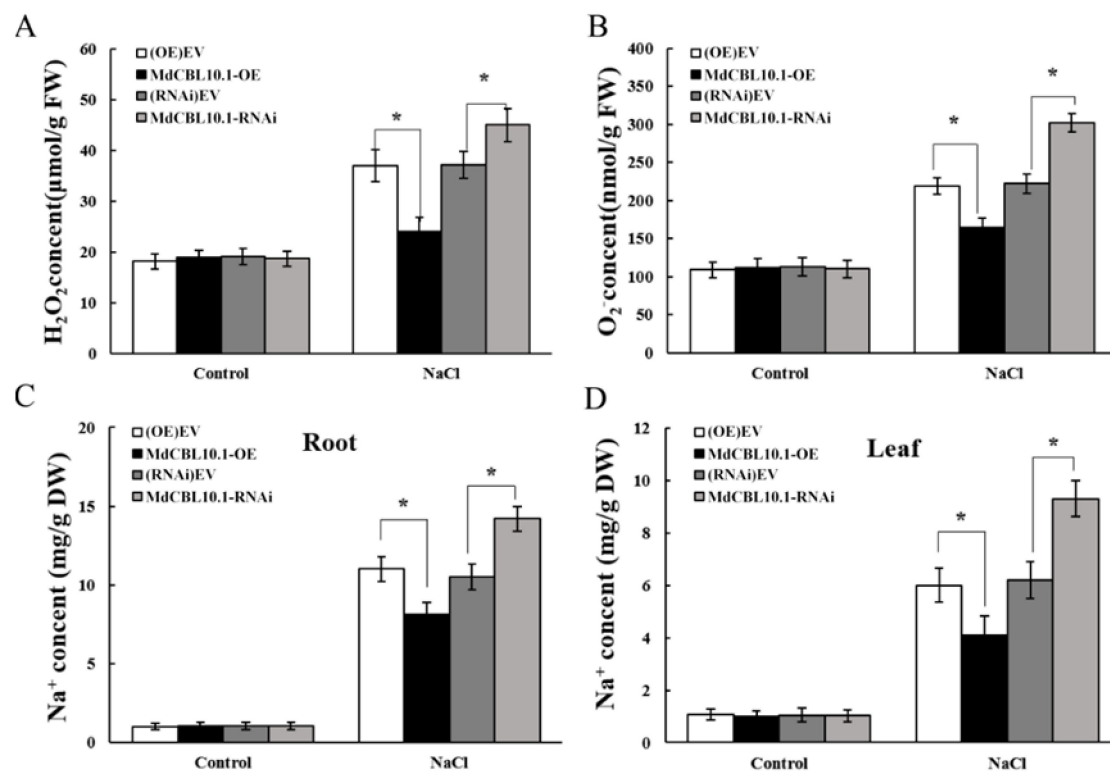 A
(OE)EV
MdCBL10.1-OE
(RNAi)EV
MdCBL10.1-RNAi
H₂O₂concent(μmol/g FW)
60
50
40
30
20
10
0
*
*
Control
NaCl
B
(OE)EV
MdCBL10.1-OE
(RNAi)EV
MdCBL10.1-RNAi
O₂⁻concent(nmol/g FW)
400
350
300
250
200
150
100
50
0
*
*
Control
NaCl
C
(OE)EV
MdCBL10.1-OE
(RNAi)EV
MdCBL10.1-RNAi
Root
Na⁺ concent (mg/g DW)
20
15
10
5
0
*
*
Control
NaCl
D
(OE)EV
MdCBL10.1-OE
(RNAi)EV
MdCBL10.1-RNAi
Leaf
Na⁺ concent (mg/g DW)
12
10
8
6
4
2
0
*
*
Control
NaCl